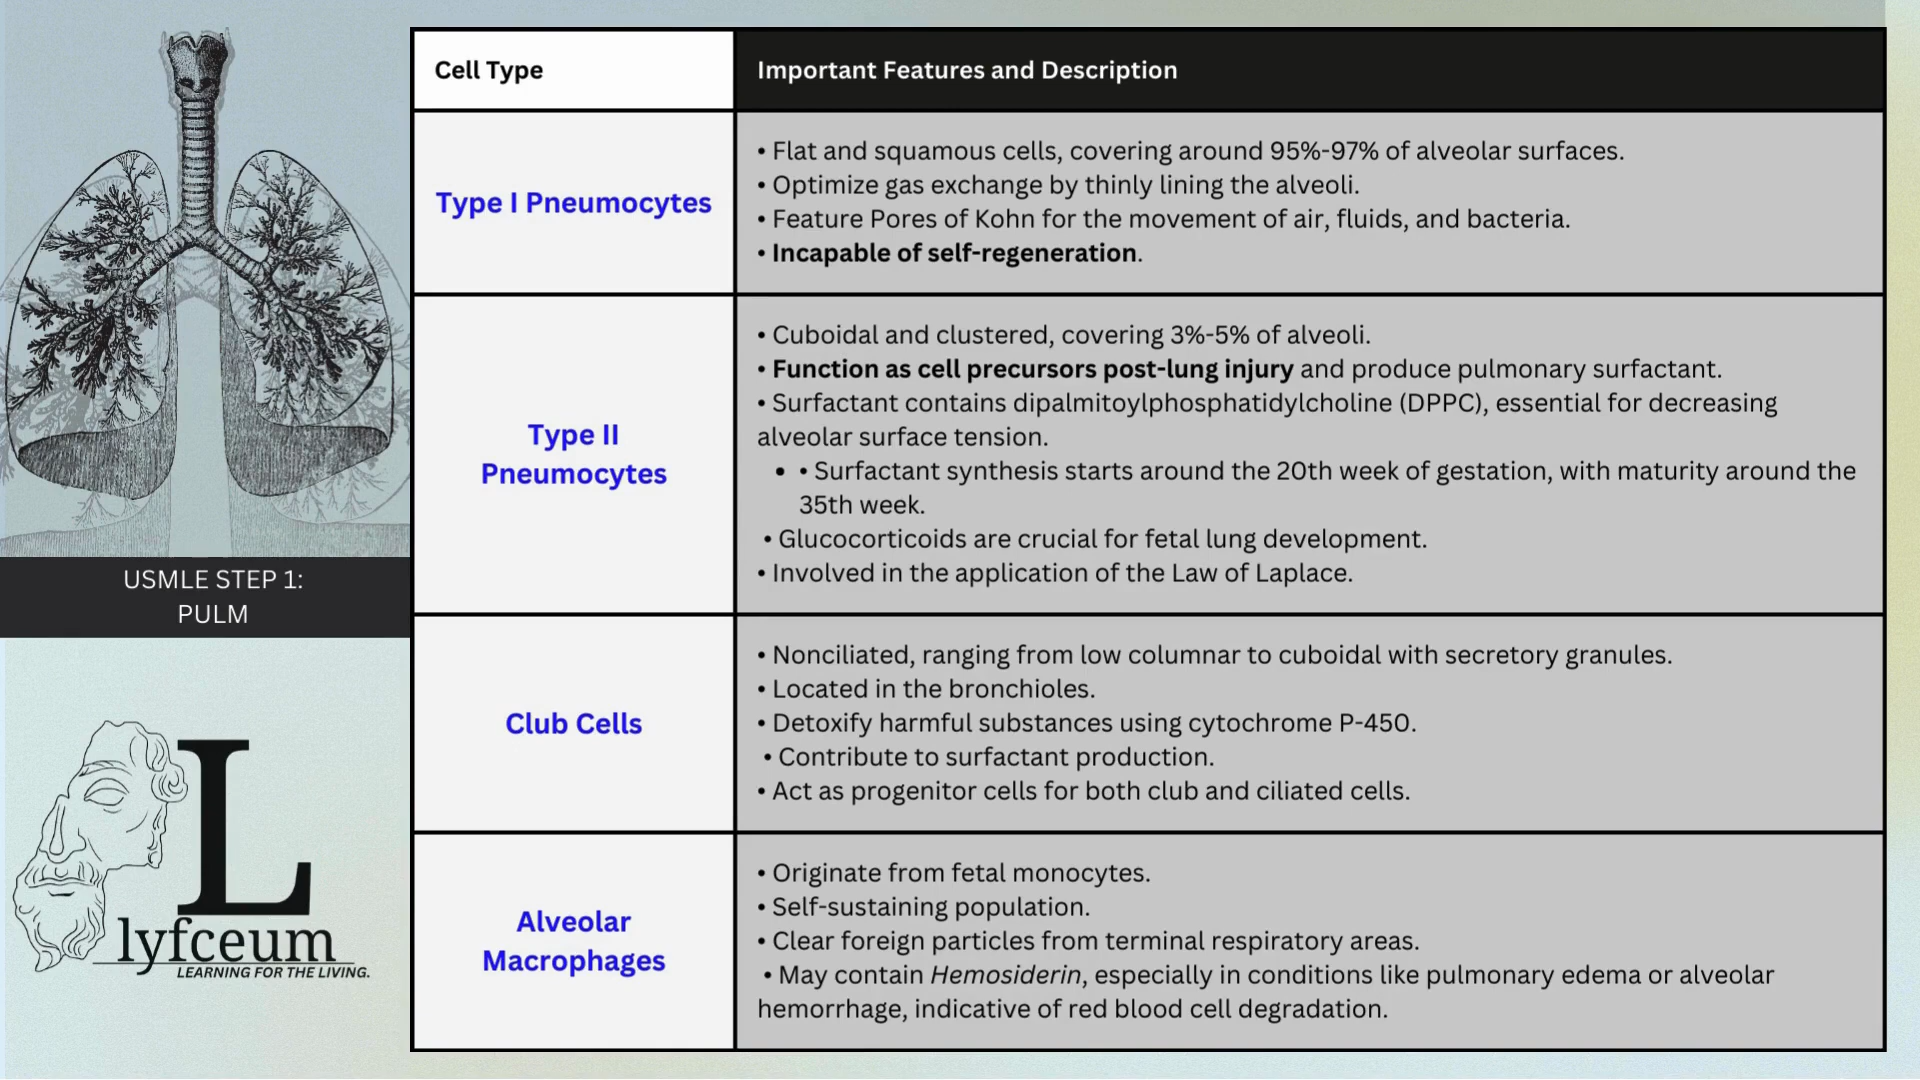 Cell Type
Important Features and Description
Type I Pneumocytes
• Flat and squamous cells, covering around 95%-97% of alveolar surfaces.
• Optimize gas exchange by thinly lining the alveoli.
• Feature Pores of Kohn for the movement of air, fluids, and bacteria.
• Incapable of self-regeneration.
Type II
Pneumocytes
• Cuboidal and clustered, covering 3%-5% of alveoli.
• Function as cell precursors post-lung injury and produce pulmonary surfactant.
• Surfactant contains dipalmitoylphosphatidylcholine (DPPC), essential for decreasing
alveolar surface tension.
• • Surfactant synthesis starts around the 20th week of gestation, with maturity around the
35th week.
• Glucocorticoids are crucial for fetal lung development.
• Involved in the application of the Law of Laplace.
Club Cells
• Nonciliated, ranging from low columnar to cuboidal with secretory granules.
• Located in the bronchioles.
• Detoxify harmful substances using cytochrome P-450.
• Contribute to surfactant production.
• Act as progenitor cells for both club and ciliated cells.
Alveolar
Macrophages
• Originate from fetal monocytes.
• Self-sustaining population.
• Clear foreign particles from terminal respiratory areas.
• May contain Hemosiderin, especially in conditions like pulmonary edema or alveolar
hemorrhage, indicative of red blood cell degradation.
USMLE STEP 1:
PULM
L
lyfceum
LEARNING FOR THE LIVING.